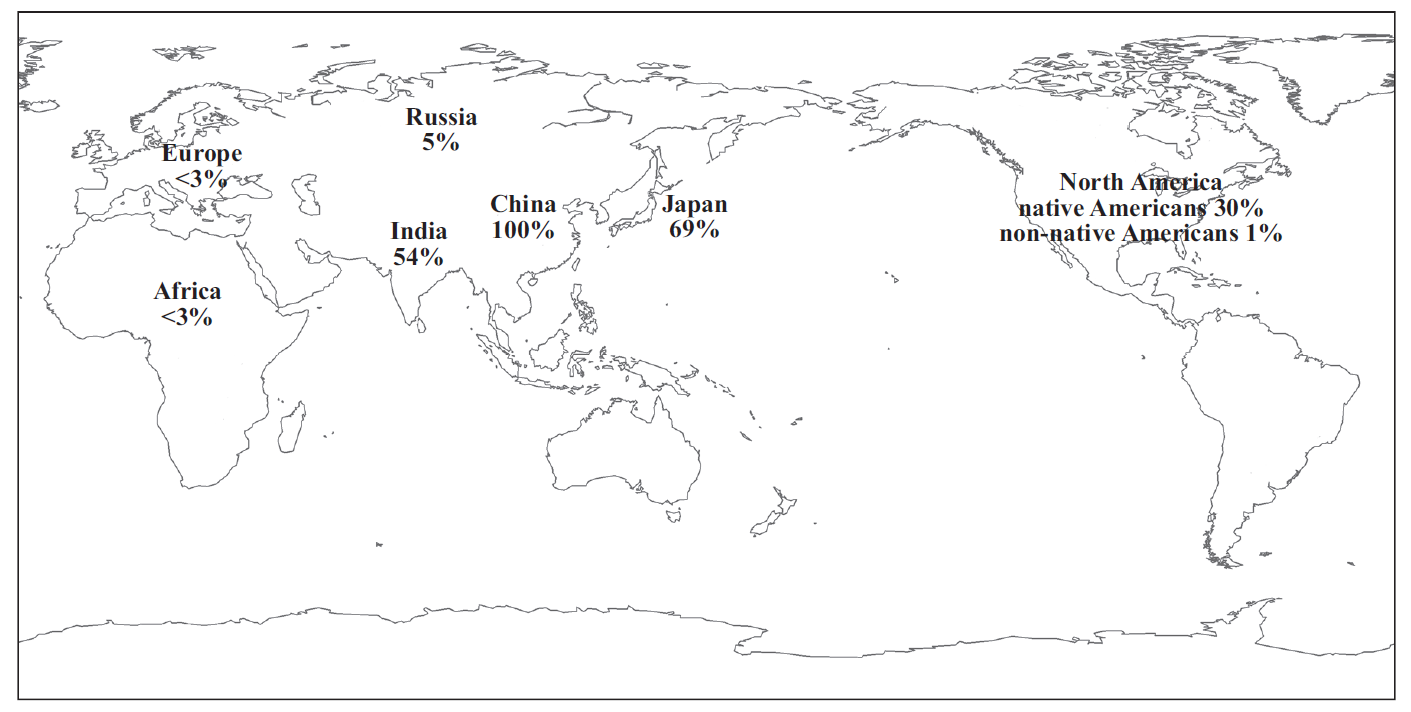 Russia
5%
Europe
<3%
North America
native Americans 30%
non-native Americans 1%
China
100%
Japan
69%
India
54%
Africa
<3%